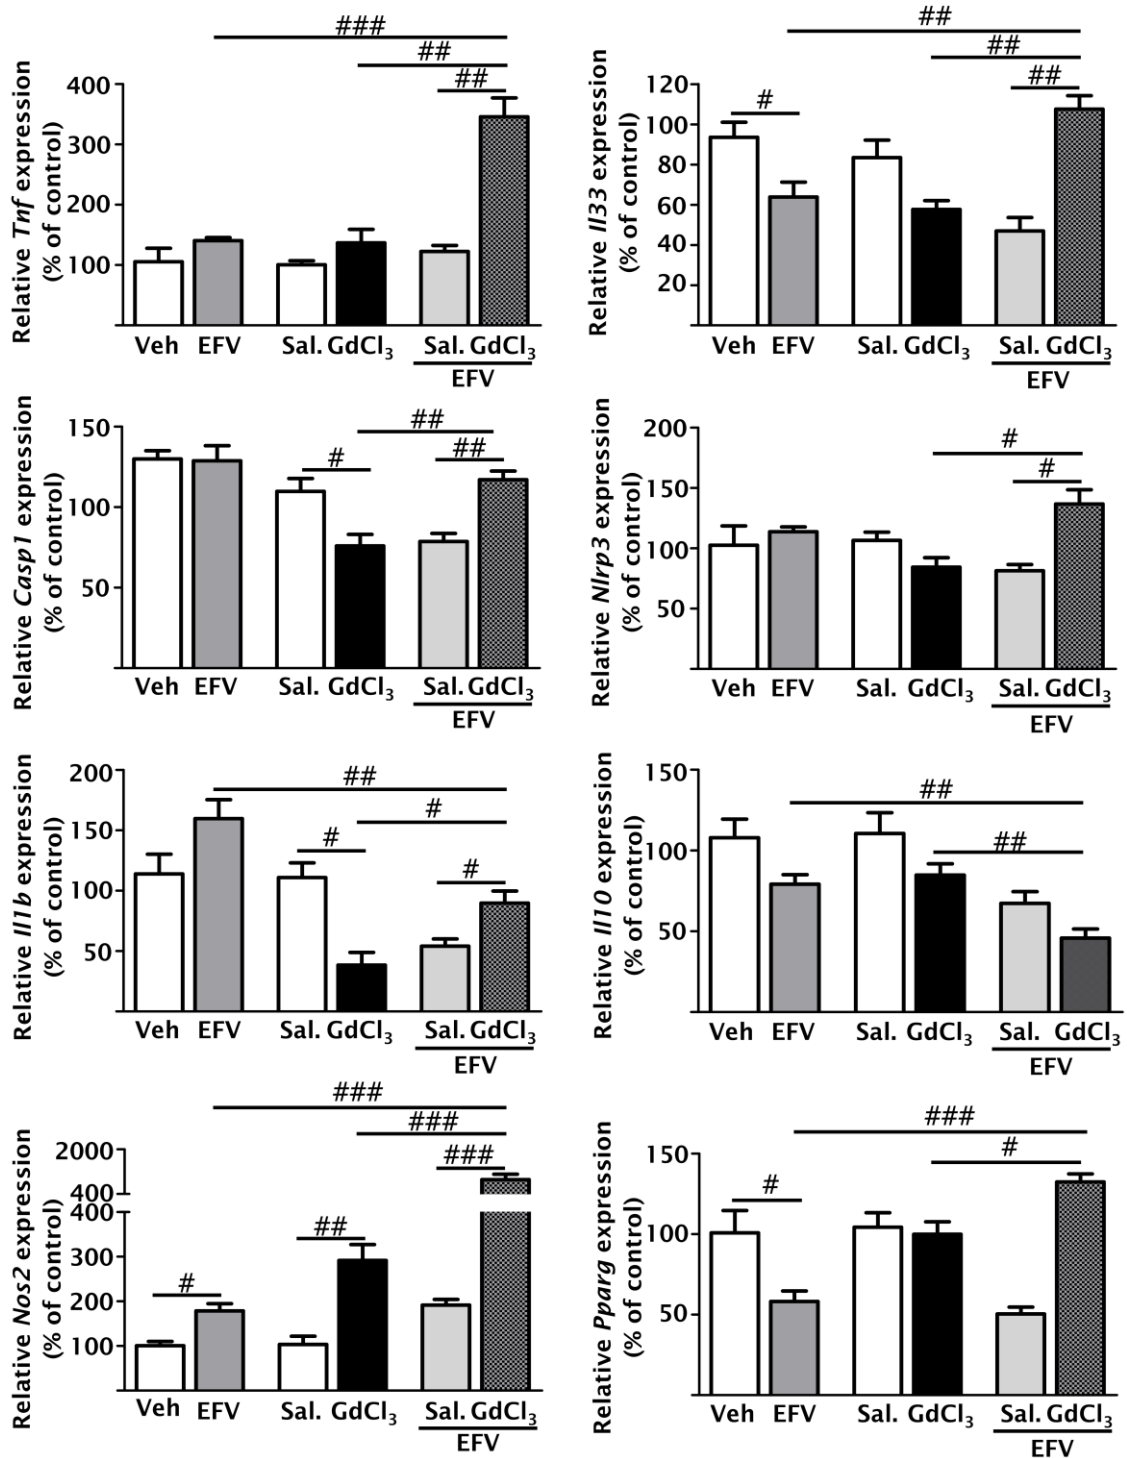 ###
##
##
400
300
200
100
Relative Tnf expression
(% of control)
Veh EFV Sal. GdCl₃ Sal. GdCl₃
EFV
##
##
##
#
120
100
80
60
40
20
Relative Il33 expression
(% of control)
Veh EFV Sal. GdCl₃ Sal. GdCl₃
EFV
##
##
#
150
100
50
Relative Casp1 expression
(% of control)
Veh EFV Sal. GdCl₃ Sal. GdCl₃
EFV
#
#
200
150
100
50
Relative Nlrp3 expression
(% of control)
Veh EFV Sal. GdCl₃ Sal. GdCl₃
EFV
##
#
#
#
200
150
100
50
Relative Il1b expression
(% of control)
Veh EFV Sal. GdCl₃ Sal. GdCl₃
EFV
##
##
150
100
50
Relative Il10 expression
(% of control)
Veh EFV Sal. GdCl₃ Sal. GdCl₃
EFV
###
###
###
##
#
2000
400
400
300
200
100
Relative Nos2 expression
(% of control)
Veh EFV Sal. GdCl₃ Sal. GdCl₃
EFV
###
#
#
150
100
50
Relative Pparg expression
(% of control)
Veh EFV Sal. GdCl₃ Sal. GdCl₃
EFV